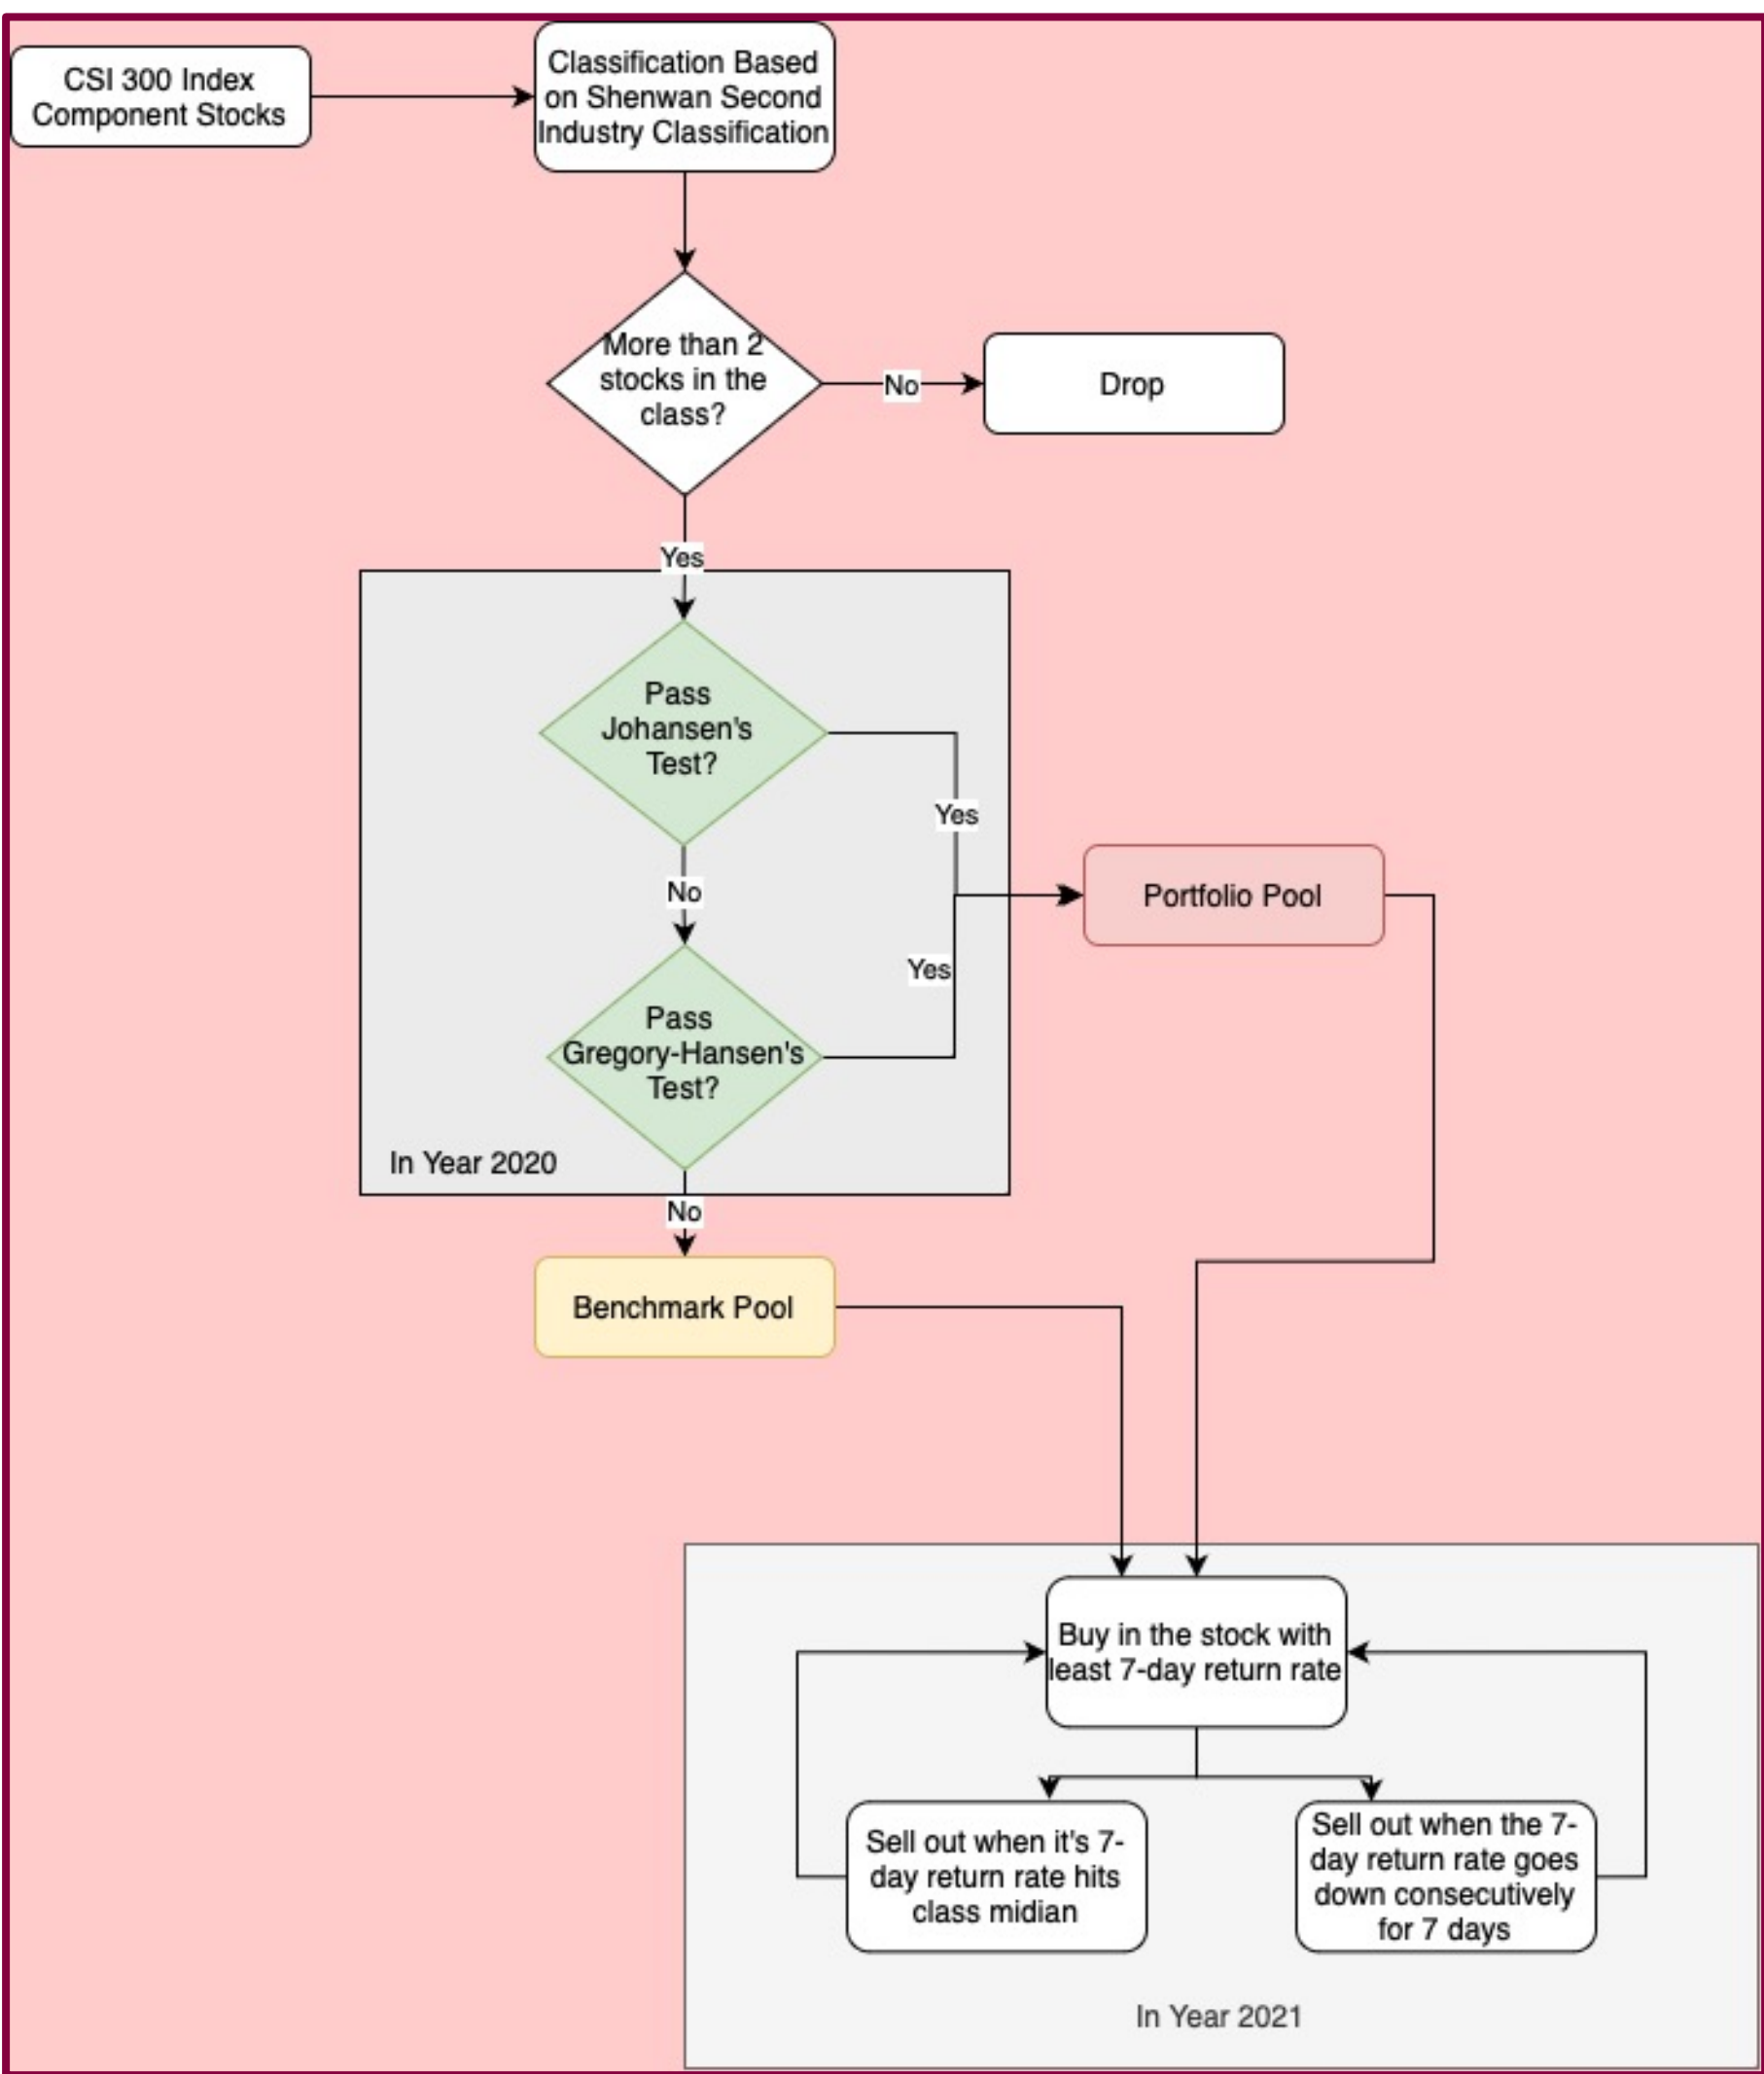 CSI 300 Index
Component Stocks
Classification Based
on Shenwan Second
Industry Classification
More than 2
stocks in the
class?
No
Drop
Yes
Pass
Johansen's
Test?
Yes
No
Portfolio Pool
Yes
Pass
Gregory-Hansen's
Test?
In Year 2020
No
Benchmark Pool
Buy in the stock with
least 7-day return rate
Sell out when it's 7-
day return rate hits
class midian
Sell out when the 7-
day return rate goes
down consecutively
for 7 days
In Year 2021